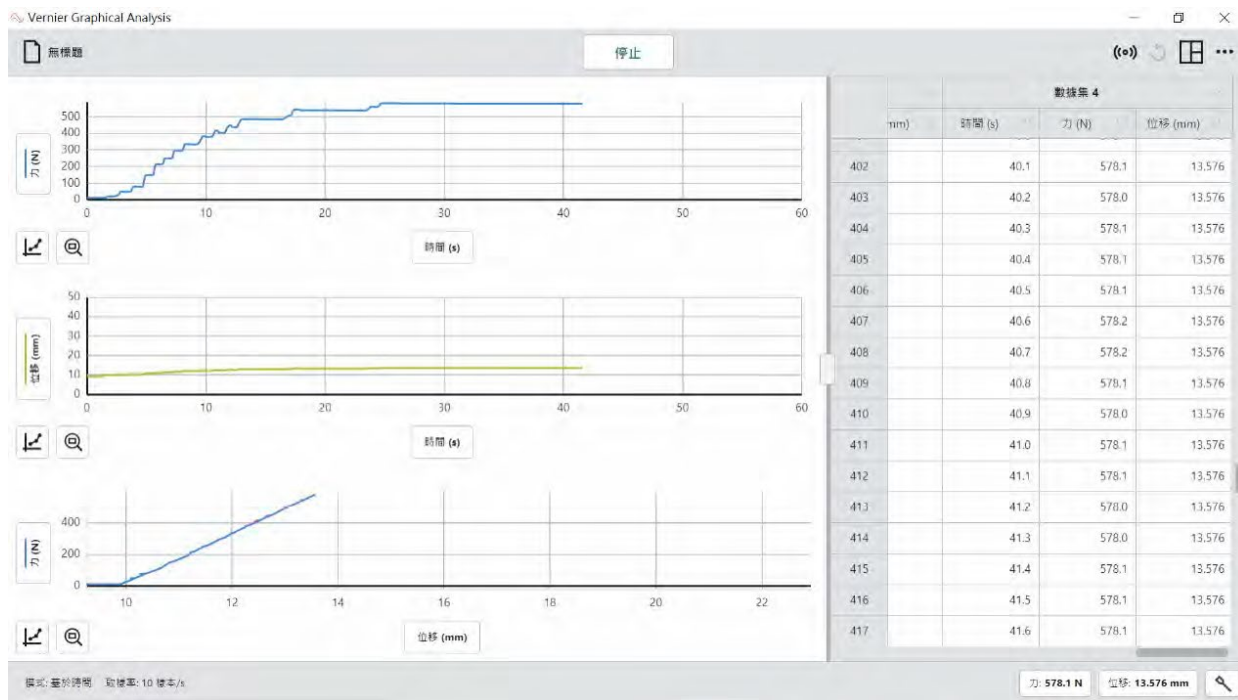 Vernier Graphical Analysis
無標題
停止
500
400
300
200
100
0
力 (N)
0 10 20 30 40 50 60
時間 (s)
50
40
30
20
10
0
位移 (mm)
0 10 20 30 40 50 60
時間 (s)
400
200
0
力 (N)
10 12 14 16 18 20 22
位移 (mm)
數據集 4
mm) 時間 (s) 力 (N) 位移 (mm)
402 40.1 578.1 13.576
403 40.2 578.0 13.576
404 40.3 578.1 13.576
405 40.4 578.1 13.576
406 40.5 578.1 13.576
407 40.6 578.2 13.576
408 40.7 578.2 13.576
409 40.8 578.1 13.576
410 40.9 578.0 13.576
411 41.0 578.1 13.576
412 41.1 578.1 13.576
413 41.2 578.0 13.576
414 41.3 578.0 13.576
415 41.4 578.1 13.576
416 41.5 578.1 13.576
417 41.6 578.1 13.576
模式: 基於時間 取樣率: 10 樣本/s
力: 578.1 N 位移: 13.576 mm